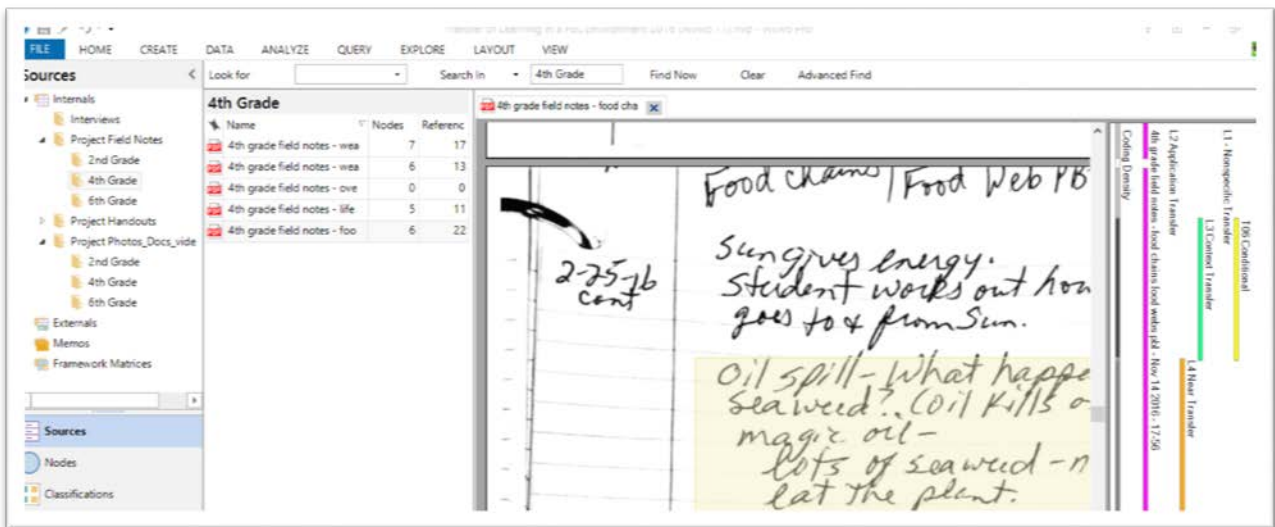 FILE HOME CREATE DATA ANALYZE QUERY EXPLORE LAYOUT VIEW
Sources
Look for Search In 4th Grade Find Now Clear Advanced Find
Internals
Interviews
Project Field Notes
2nd Grade
4th Grade
6th Grade
Project Handouts
Project Photos_Docs_vide
2nd Grade
4th Grade
6th Grade
Externals
Memos
Framework Matrices
Sources
Nodes
Classifications
4th Grade
Name Nodes Referenc
4th grade field notes - wea 7 17
4th grade field notes - wea 6 13
4th grade field notes - ove 0 0
4th grade field notes - life 5 11
4th grade field notes - foo 6 22
4th grade field notes - food cha
Food chains / Food Web PB
2-25-16
cont
Sun gives energy.
Student works out how
goes to & from Sun.
Oil spill - What happe
seaweed?.. (Oil Kills o
magic oil -
lots of seaweed - n
eat the plant.
Coding Density
4th grade field notes - food chains food webs pbl - Nov 14 2016 - 17:56
L2 Application Transfer
L1 - Nonspecific Transfer
L3 Context Transfer
T06 Conditional
L4 Near Transfer